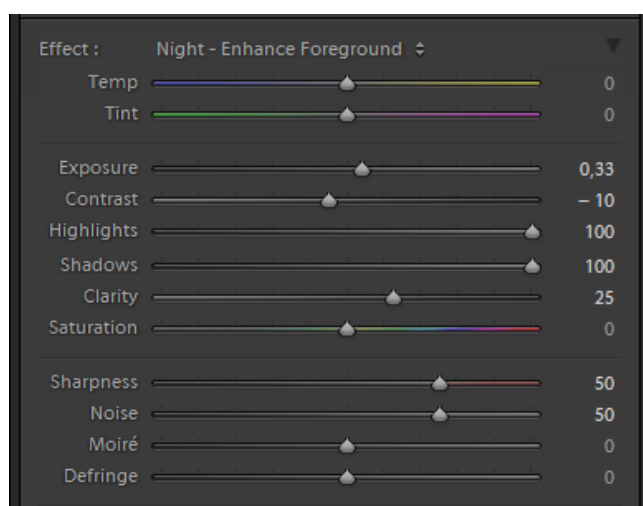 Effect : Night - Enhance Foreground
Temp 0
Tint 0
Exposure 0,33
Contrast – 10
Highlights 100
Shadows 100
Clarity 25
Saturation 0
Sharpness 50
Noise 50
Moiré 0
Defringe 0